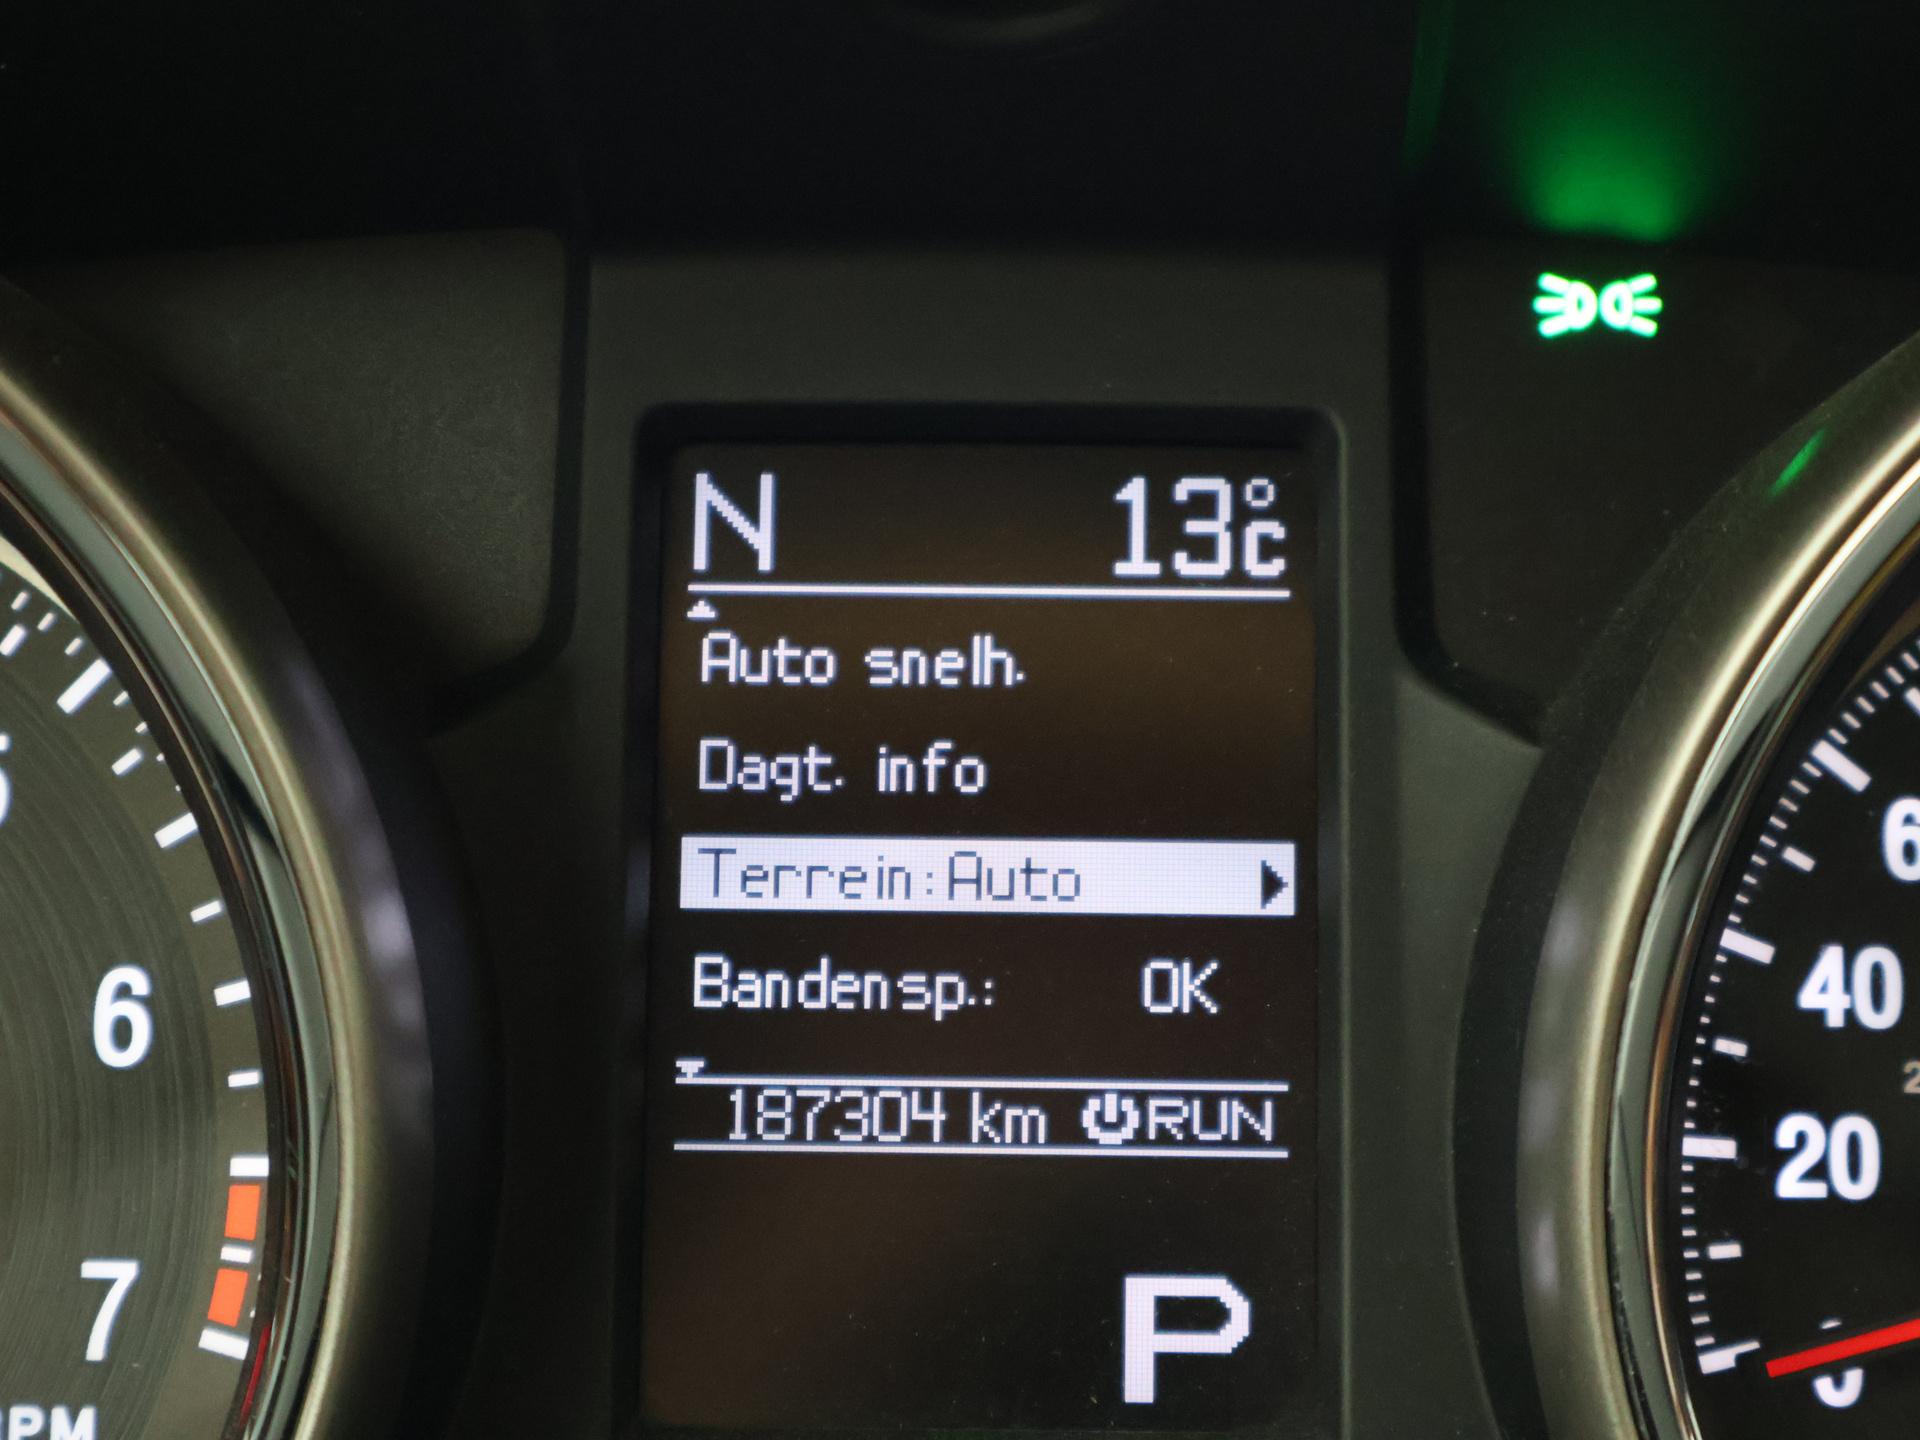 N 13°C
Auto snelh.
Dagt. info
Terrein:Auto
Bandensp.: OK
187304 km RUN
P
6
7
40
20